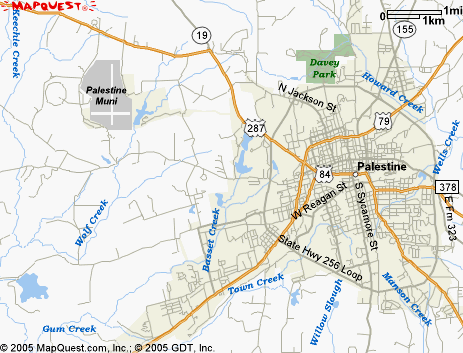 MAPQUEST
Keechie Creek
19
155
1mi
1km
Davey
Park
Palestine
Muni
N Jackson St
Howard Creek
79
287
84
Palestine
Wells Creek
378
W Reagan St
S Sycamore St
E Fm 323
Wolf Creek
Basset Creek
State Hwy 256 Loop
Town Creek
Willow Slough
Manson Creek
Gum Creek
© 2005 MapQuest.com, Inc.; © 2005 GDT, Inc.